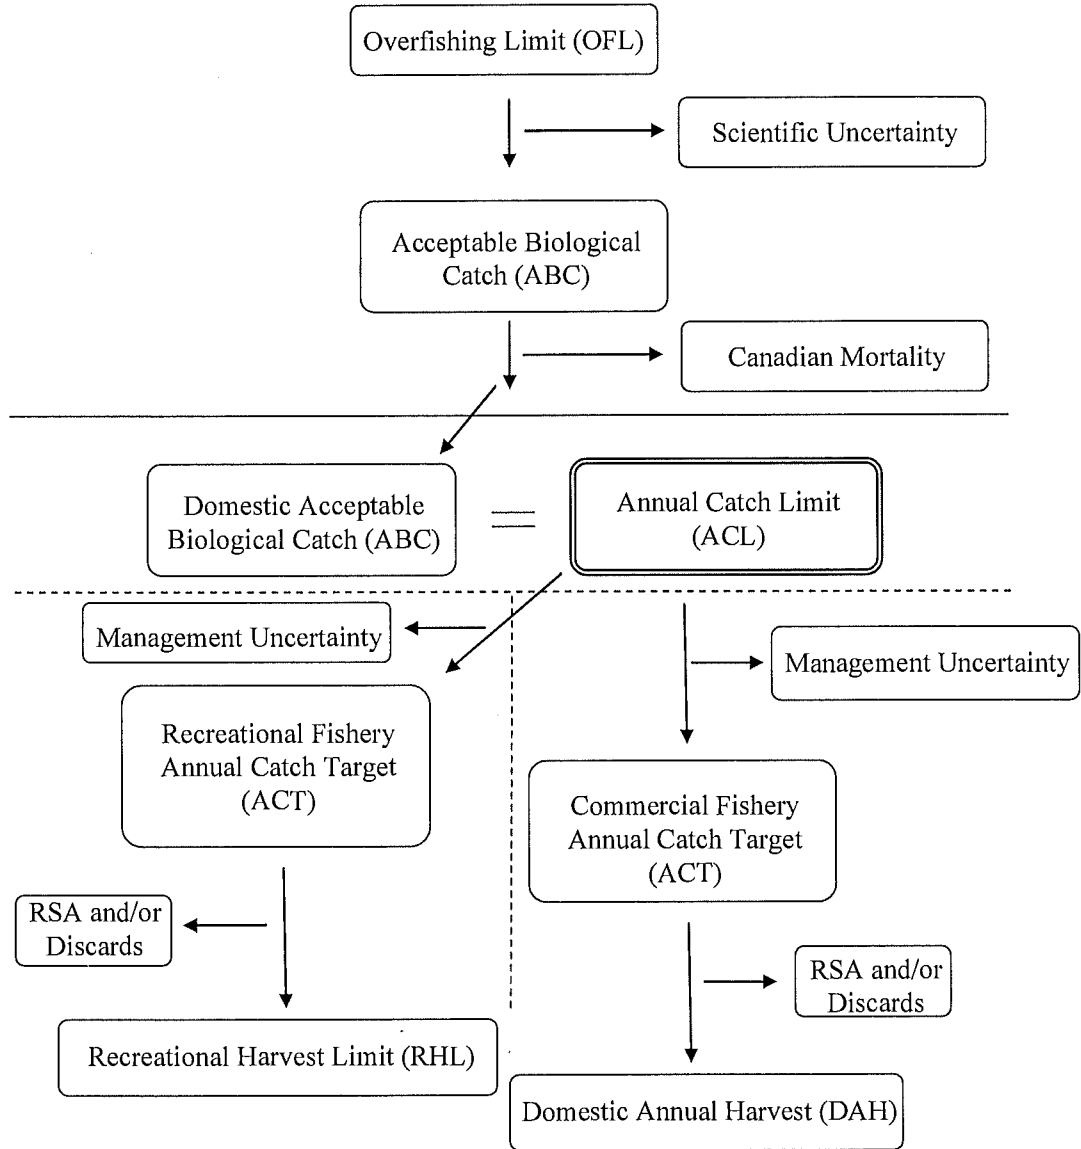 Overfishing Limit (OFL)
Scientific Uncertainty
Acceptable Biological
Catch (ABC)
Canadian Mortality
Domestic Acceptable
Biological Catch (ABC)
=
Annual Catch Limit
(ACL)
Management Uncertainty
Management Uncertainty
Recreational Fishery
Annual Catch Target
(ACT)
Commercial Fishery
Annual Catch Target
(ACT)
RSA and/or
Discards
RSA and/or
Discards
Recreational Harvest Limit (RHL)
Domestic Annual Harvest (DAH)